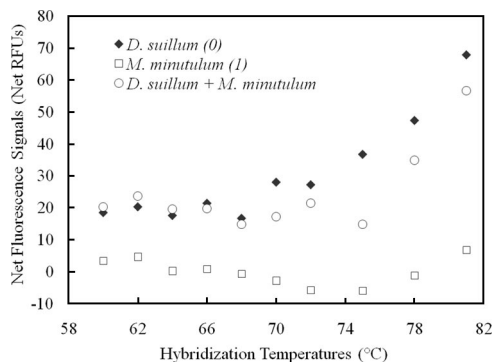 80
70
60
50
40
30
20
10
0
-10
Net Fluorescence Signals (Net RFUs)
D. suillum (0)
M. minutulum (1)
D. suillum + M. minutulum
58 62 66 70 74 78 82
Hybridization Temperatures (°C)